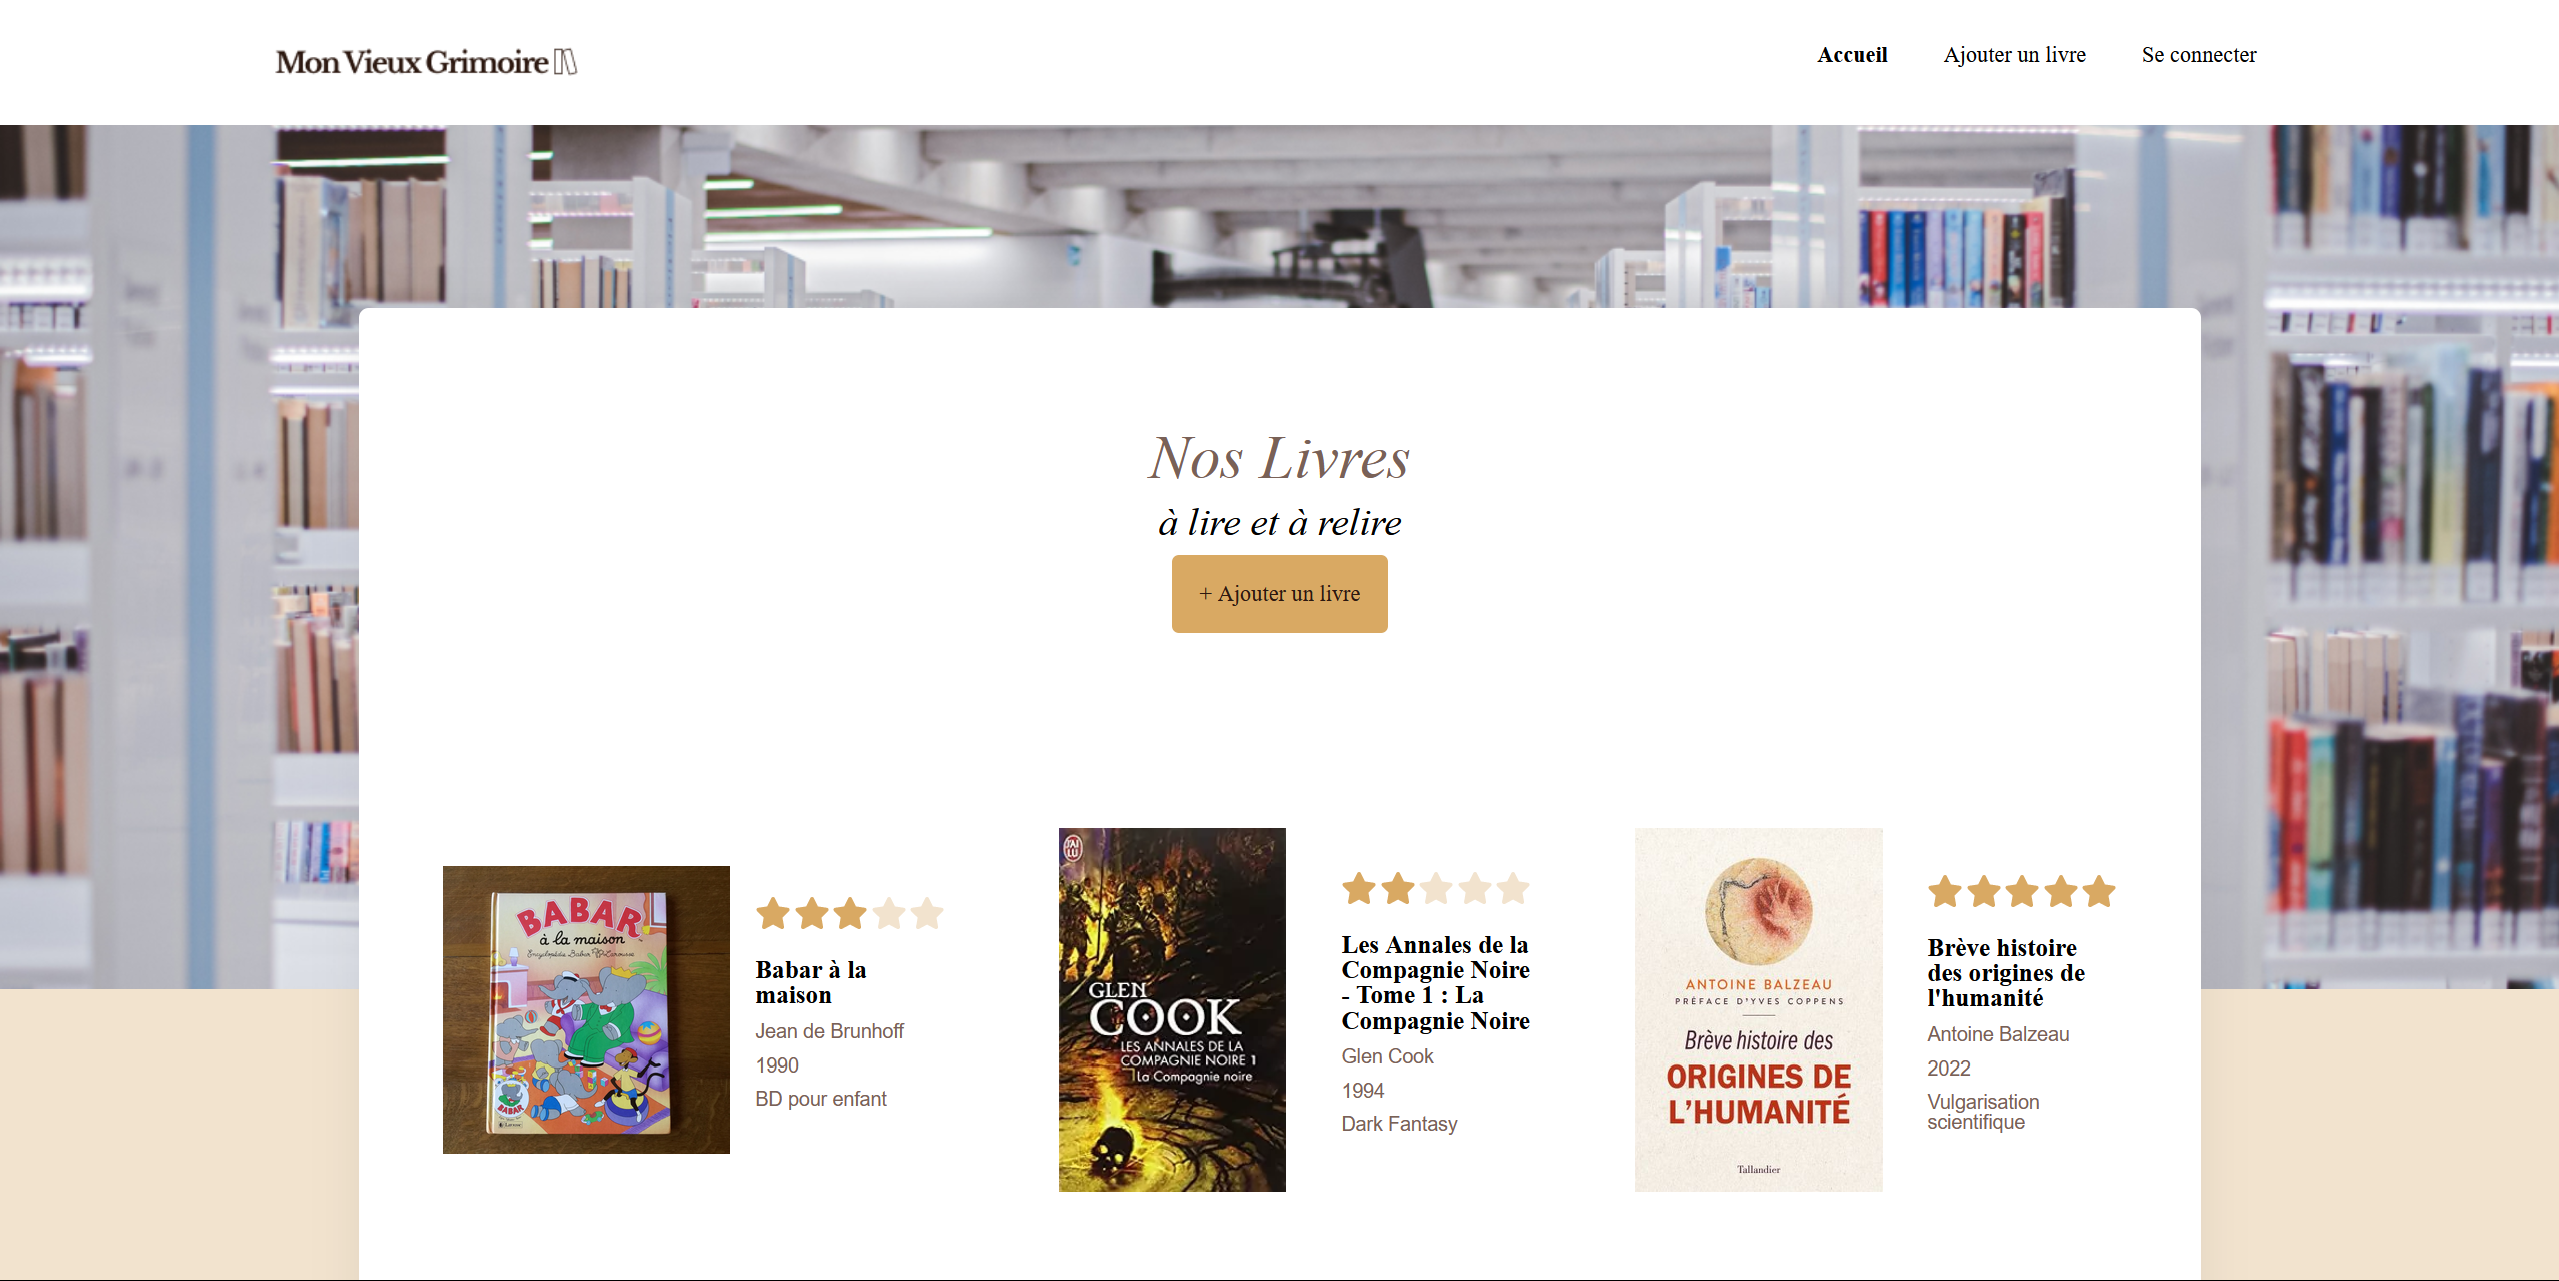 Mon Vieux Grimoire
Accueil
Ajouter un livre
Se connecter
Nos Livres
à lire et à relire
+ Ajouter un livre
BABAR
à la maison
Encyclopédie Babar Larousse
BABAR
Babar à la
maison
Jean de Brunhoff
1990
BD pour enfant
J'AI
LU
GLEN
COOK
LES ANNALES DE LA
COMPAGNIE NOIRE 1
La Compagnie noire
Les Annales de la
Compagnie Noire
- Tome 1 : La
Compagnie Noire
Glen Cook
1994
Dark Fantasy
ANTOINE BALZEAU
PRÉFACE D'YVES COPPENS
Brève histoire des
ORIGINES DE
L'HUMANITÉ
Tallandier
Brève histoire
des origines de
l'humanité
Antoine Balzeau
2022
Vulgarisation
scientifique